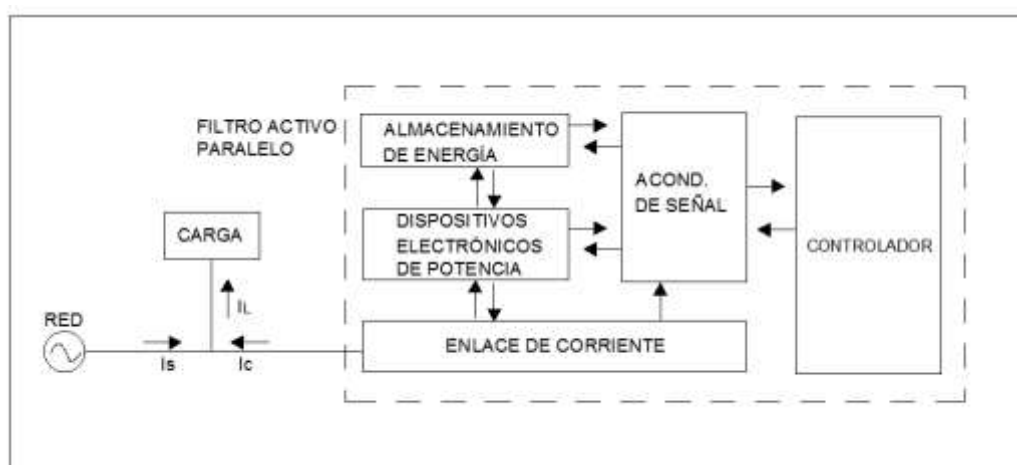 FILTRO ACTIVO
PARALELO
ALMACENAMIENTO
DE ENERGÍA
ACOND.
DE SEÑAL
DISPOSITIVOS
ELECTRÓNICOS
DE POTENCIA
CONTROLADOR
CARGA
IL
RED
Is
Ic
ENLACE DE CORRIENTE